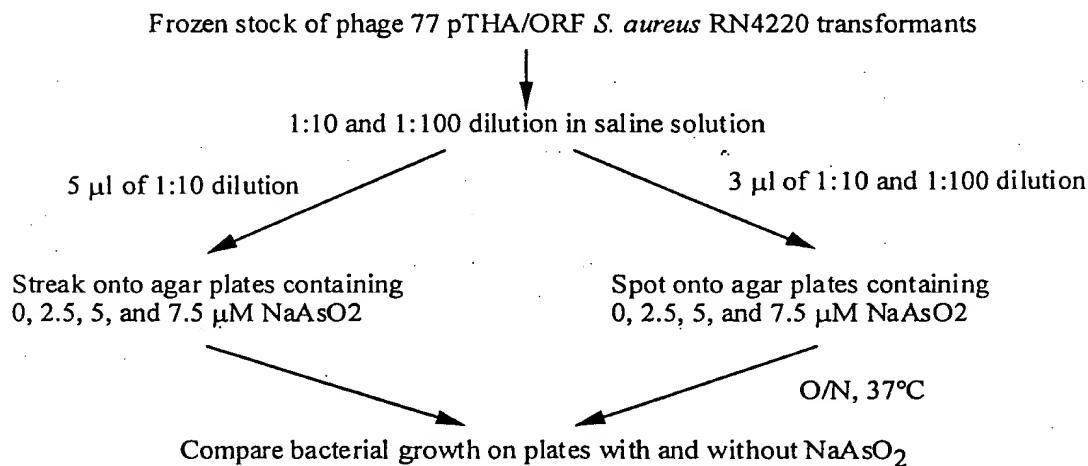 Frozen stock of phage 77 pTHA/ORF S. aureus RN4220 transformants
1:10 and 1:100 dilution in saline solution
5 µl of 1:10 dilution
3 µl of 1:10 and 1:100 dilution
Streak onto agar plates containing
0, 2.5, 5, and 7.5 µM NaAsO2
Spot onto agar plates containing
0, 2.5, 5, and 7.5 µM NaAsO2
O/N, 37°C
Compare bacterial growth on plates with and without NaAsO2